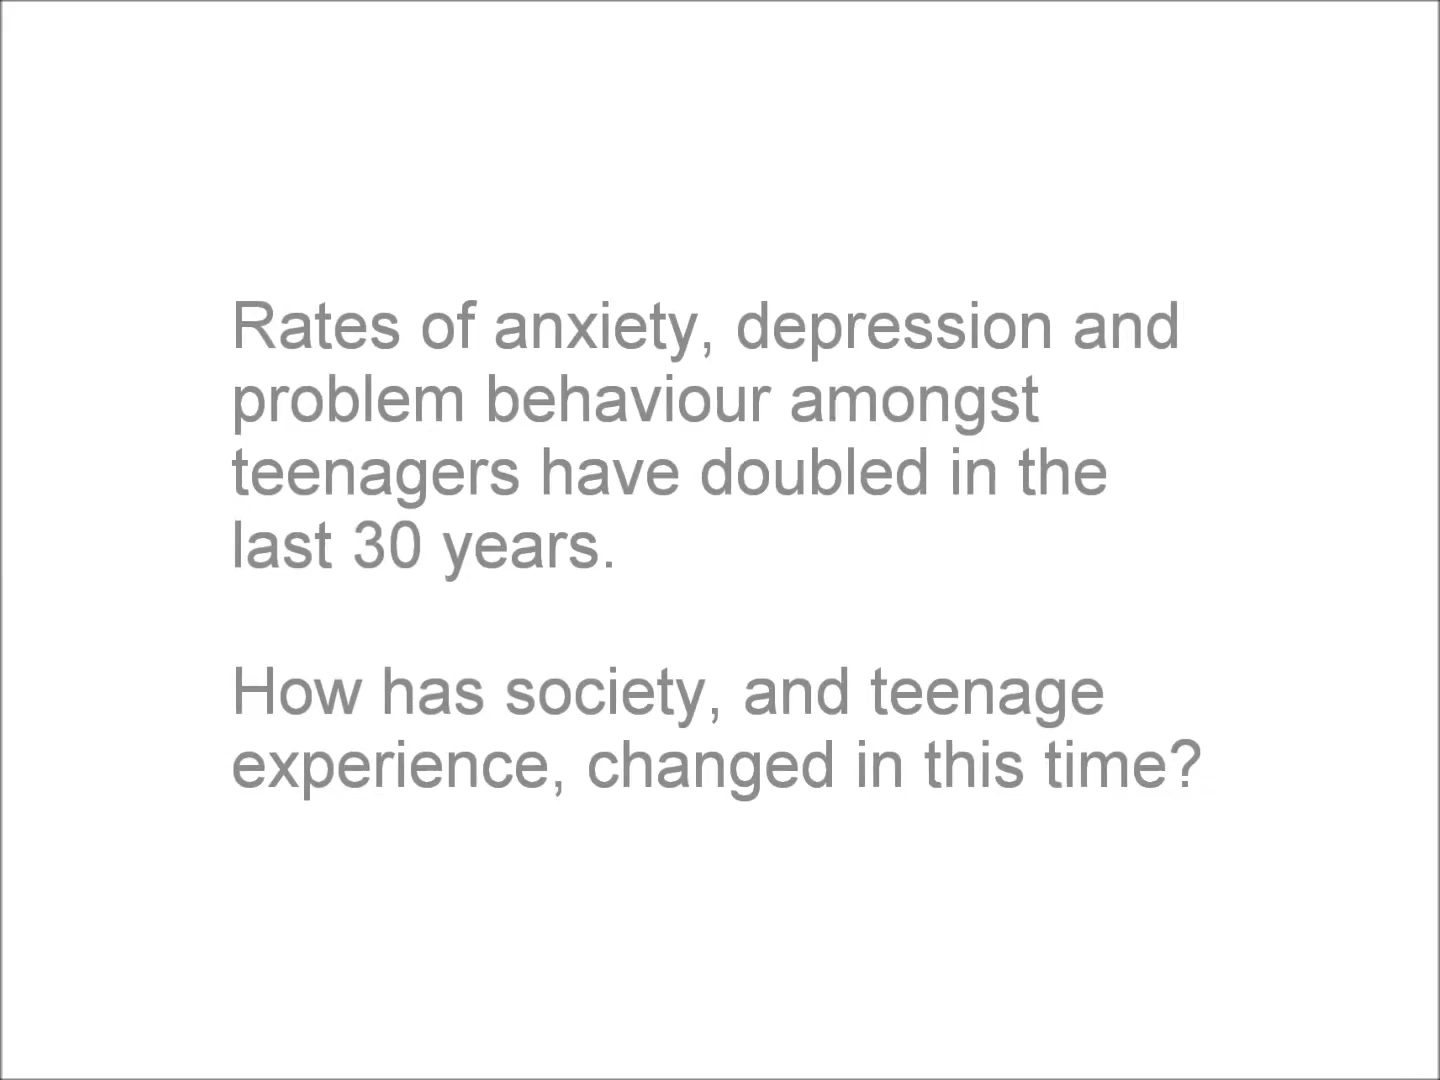 Rates of anxiety, depression and
problem behaviour amongst
teenagers have doubled in the
last 30 years.
How has society, and teenage
experience, changed in this time?